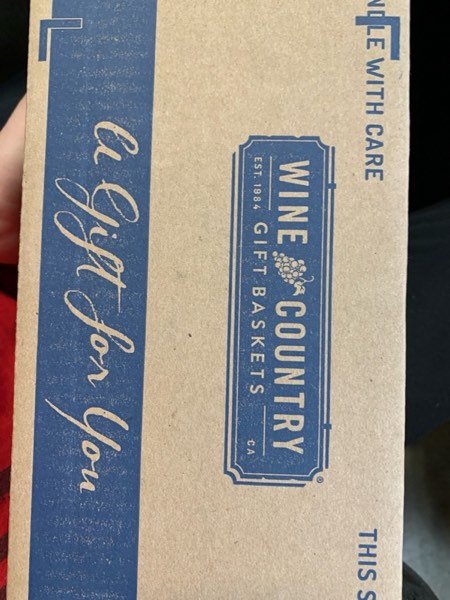 LE WITH CARE
THIS
WINE COUNTRY
EST. 1984 GIFT BASKETS CA
®
A Gift for You